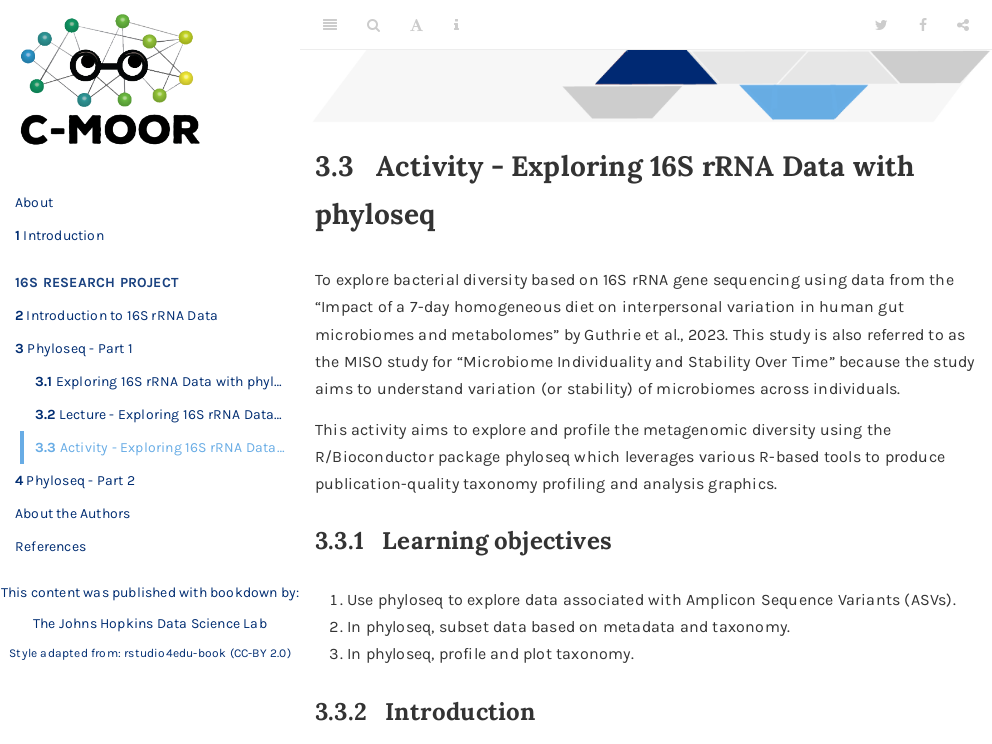 C-MOOR
About
1 Introduction
16S RESEARCH PROJECT
2 Introduction to 16S rRNA Data
3 Phyloseq - Part 1
3.1 Exploring 16S rRNA Data with phyl...
3.2 Lecture - Exploring 16S rRNA Data...
3.3 Activity - Exploring 16S rRNA Data...
4 Phyloseq - Part 2
About the Authors
References
This content was published with bookdown by:
The Johns Hopkins Data Science Lab
Style adapted from: rstudio4edu-book (CC-BY 2.0)
3.3 Activity - Exploring 16S rRNA Data with
phyloseq
To explore bacterial diversity based on 16S rRNA gene sequencing using data from the
“Impact of a 7-day homogeneous diet on interpersonal variation in human gut
microbiomes and metabolomes” by Guthrie et al., 2023. This study is also referred to as
the MISO study for “Microbiome Individuality and Stability Over Time” because the study
aims to understand variation (or stability) of microbiomes across individuals.
This activity aims to explore and profile the metagenomic diversity using the
R/Bioconductor package phyloseq which leverages various R-based tools to produce
publication-quality taxonomy profiling and analysis graphics.
3.3.1 Learning objectives
1. Use phyloseq to explore data associated with Amplicon Sequence Variants (ASVs).
2. In phyloseq, subset data based on metadata and taxonomy.
3. In phyloseq, profile and plot taxonomy.
3.3.2 Introduction